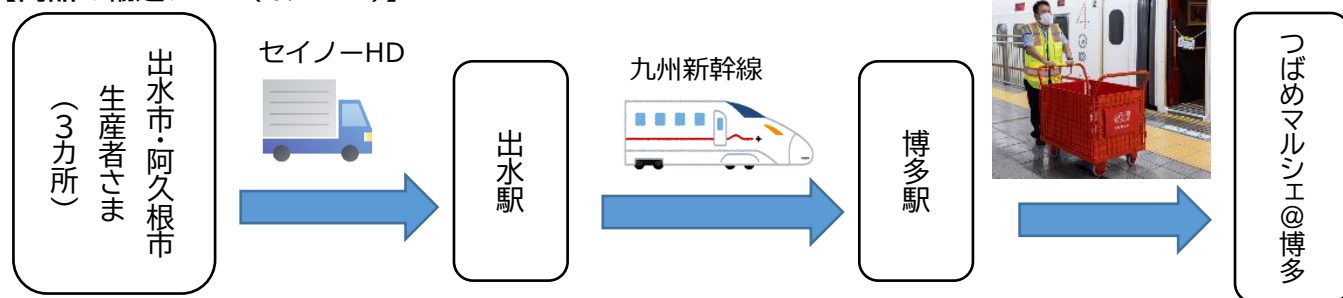 出水市・阿久根市
生産者さま
（3カ所）
セイノーHD
出水駅
九州新幹線
博多駅
つばめマルシェ＠博多